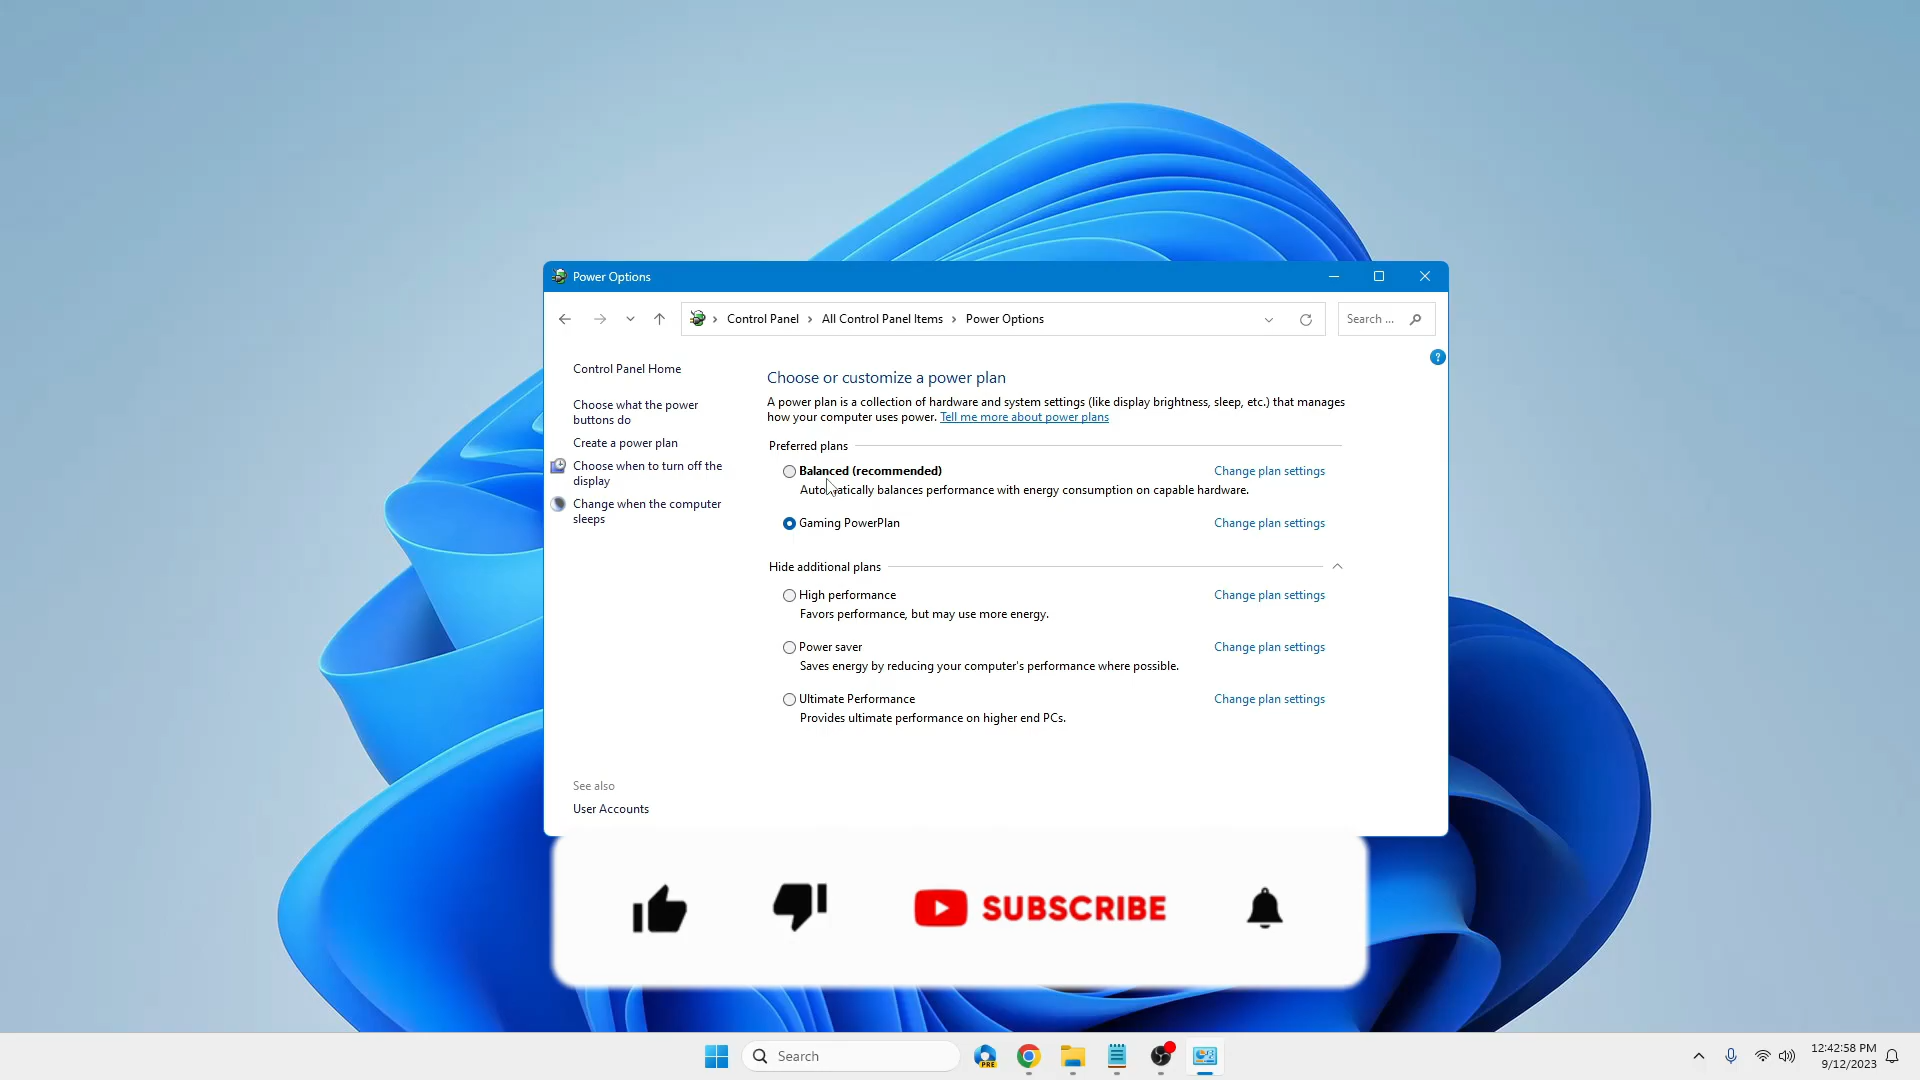 Power Options
Control Panel > All Control Panel Items > Power Options
Search ...
?
Control Panel Home
Choose what the power
buttons do
Create a power plan
Choose when to turn off the
display
Change when the computer
sleeps
See also
User Accounts
Choose or customize a power plan
A power plan is a collection of hardware and system settings (like display brightness, sleep, etc.) that manages
how your computer uses power. Tell me more about power plans
Preferred plans
Balanced (recommended) Change plan settings
Automatically balances performance with energy consumption on capable hardware.
Gaming PowerPlan Change plan settings
Hide additional plans
High performance Change plan settings
Favors performance, but may use more energy.
Power saver Change plan settings
Saves energy by reducing your computer's performance where possible.
Ultimate Performance Change plan settings
Provides ultimate performance on higher end PCs.
SUBSCRIBE
Search
PRE
12:42:58 PM
9/12/2023